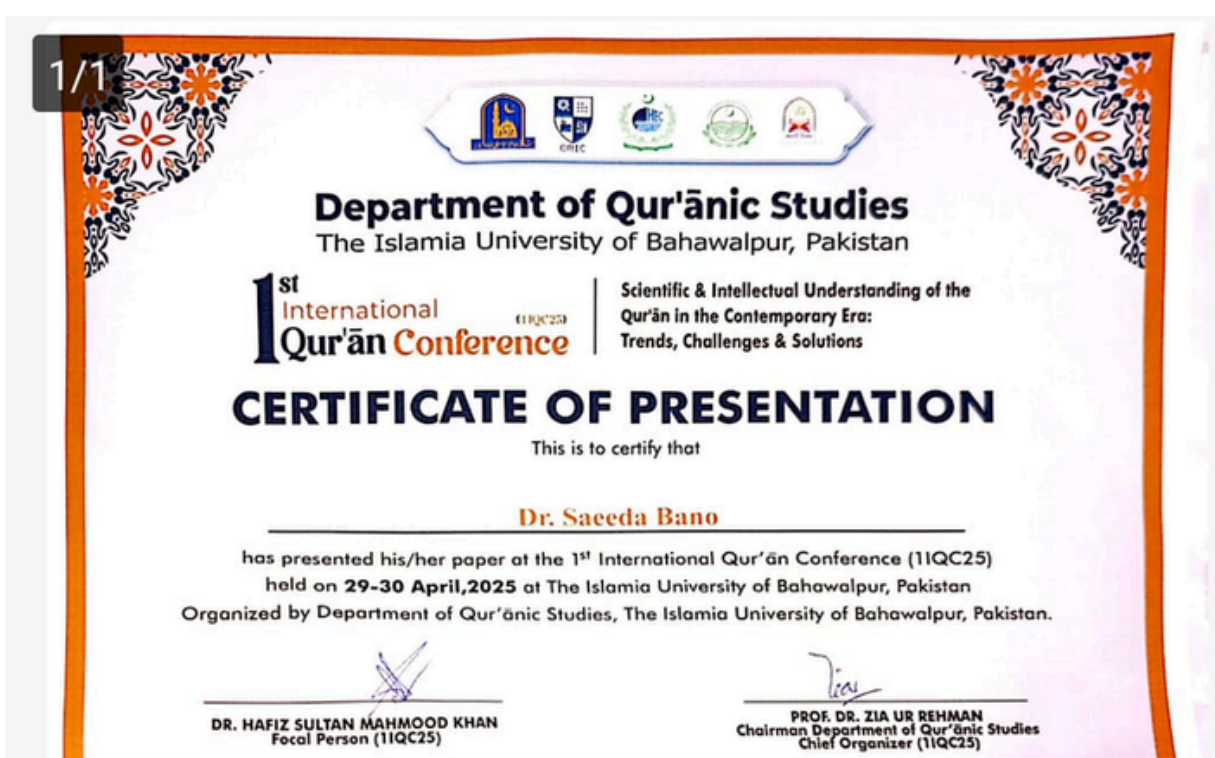 1/1
CRIC
HEC
Department of Qur'ānic Studies
The Islamia University of Bahawalpur, Pakistan
1st
International
(1IQC25)
Qur'ān Conference
Scientific & Intellectual Understanding of the
Qur'ān in the Contemporary Era:
Trends, Challenges & Solutions
CERTIFICATE OF PRESENTATION
This is to certify that
Dr. Saeeda Bano
has presented his/her paper at the 1st International Qur'ān Conference (1IQC25)
held on 29-30 April,2025 at The Islamia University of Bahawalpur, Pakistan
Organized by Department of Qur'ānic Studies, The Islamia University of Bahawalpur, Pakistan.
DR. HAFIZ SULTAN MAHMOOD KHAN
Focal Person (1IQC25)
PROF. DR. ZIA UR REHMAN
Chairman Department of Qur'ānic Studies
Chief Organizer (1IQC25)